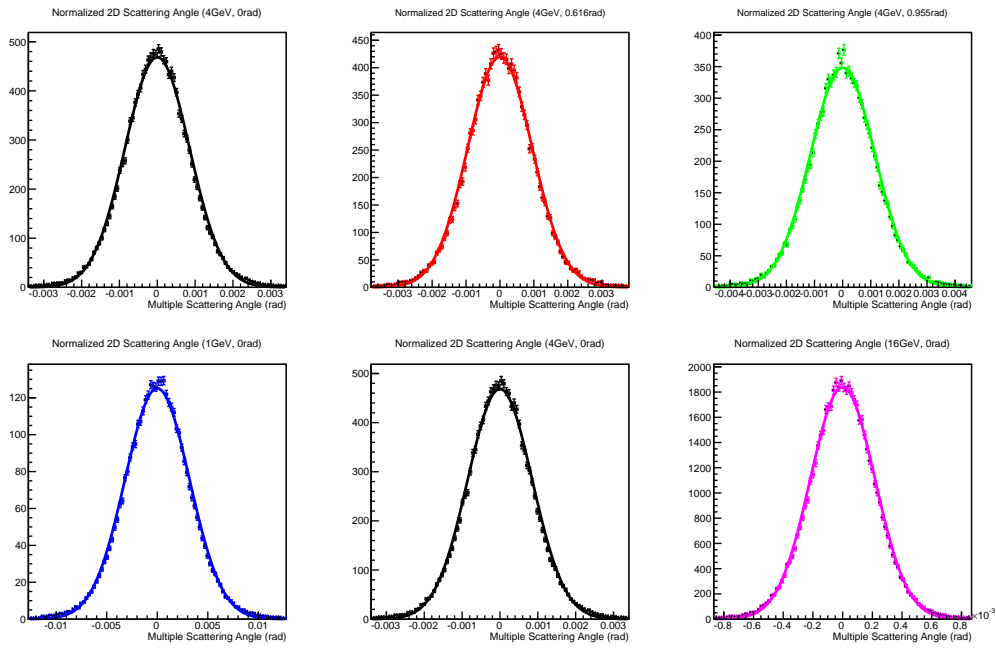 Normalized 2D Scattering Angle (4GeV, 0rad)
500
400
300
200
100
0
-0.003 -0.002 -0.001 0 0.001 0.002 0.003
Multiple Scattering Angle (rad)
Normalized 2D Scattering Angle (4GeV, 0.616rad)
450
400
350
300
250
200
150
100
50
0
-0.003 -0.002 -0.001 0 0.001 0.002 0.003
Multiple Scattering Angle (rad)
Normalized 2D Scattering Angle (4GeV, 0.955rad)
400
350
300
250
200
150
100
50
0
-0.004 -0.003 -0.002 -0.001 0 0.001 0.002 0.003 0.004
Multiple Scattering Angle (rad)
Normalized 2D Scattering Angle (1GeV, 0rad)
120
100
80
60
40
20
0
-0.01 -0.005 0 0.005 0.01
Multiple Scattering Angle (rad)
Normalized 2D Scattering Angle (4GeV, 0rad)
500
400
300
200
100
0
-0.003 -0.002 -0.001 0 0.001 0.002 0.003
Multiple Scattering Angle (rad)
Normalized 2D Scattering Angle (16GeV, 0rad)
2000
1800
1600
1400
1200
1000
800
600
400
200
0
-0.8 -0.6 -0.4 -0.2 0 0.2 0.4 0.6 0.8
×10⁻³
Multiple Scattering Angle (rad)